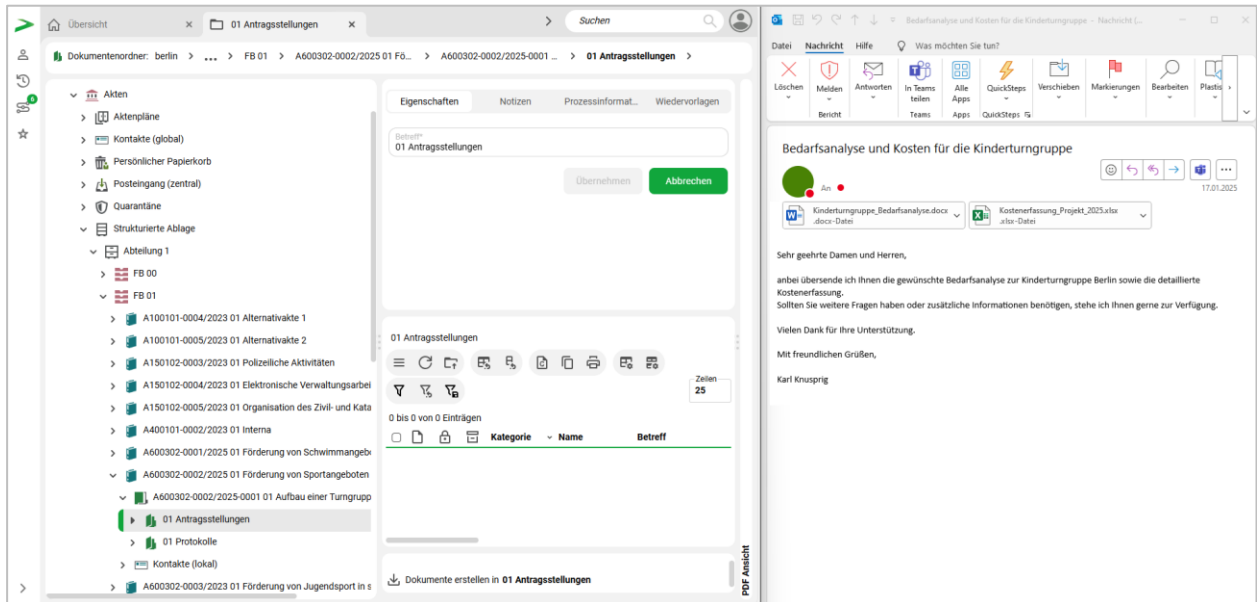 Übersicht
01 Antragsstellungen
Suchen
Dokumentenordner: berlin > ... > FB 01 > A600302-0002/2025 01 Fö... > A600302-0002/2025-0001 ... > 01 Antragsstellungen >
6
Akten
Aktenpläne
Kontakte (global)
Persönlicher Papierkorb
Posteingang (zentral)
Quarantäne
Strukturierte Ablage
Abteilung 1
FB 00
FB 01
A100101-0004/2023 01 Alternativakte 1
A100101-0005/2023 01 Alternativakte 2
A150102-0003/2023 01 Polizeiliche Aktivitäten
A150102-0004/2023 01 Elektronische Verwaltungsarbei
A150102-0005/2023 01 Organisation des Zivil- und Kata
A400101-0002/2023 01 Interna
A600302-0001/2025 01 Förderung von Schwimmangeb
A600302-0002/2025 01 Förderung von Sportangeboten
A600302-0002/2025-0001 01 Aufbau einer Turngrupp
01 Antragsstellungen
01 Protokolle
Kontakte (lokal)
A600302-0003/2023 01 Förderung von Jugendsport in s
Eigenschaften Notizen Prozessinformat... Wiedervorlagen
Betreff*
01 Antragsstellungen
Übernehmen Abbrechen
01 Antragsstellungen
Zeilen
25
0 bis 0 von 0 Einträgen
Kategorie Name Betreff
Dokumente erstellen in 01 Antragsstellungen
PDF Ansicht
Bedarfsanalyse und Kosten für die Kinderturngruppe – Nachricht (...
Datei Nachricht Hilfe Was möchten Sie tun?
Löschen
Melden
Antworten
In Teams
teilen
Alle
Apps
QuickSteps
Verschieben
Markierungen
Bearbeiten
Plastis
Bericht Teams Apps QuickSteps
Bedarfsanalyse und Kosten für die Kinderturngruppe
An
17.01.2025
Kinderturngruppe_Bedarfsanalyse.docx
.docx-Datei
Kostenerfassung_Projekt_2025.xlsx
.xlsx-Datei
Sehr geehrte Damen und Herren,
anbei übersende ich Ihnen die gewünschte Bedarfsanalyse zur Kinderturngruppe Berlin sowie die detaillierte
Kostenerfassung.
Sollten Sie weitere Fragen haben oder zusätzliche Informationen benötigen, stehe ich Ihnen gerne zur Verfügung.
Vielen Dank für Ihre Unterstützung.
Mit freundlichen Grüßen,
Karl Knusprig